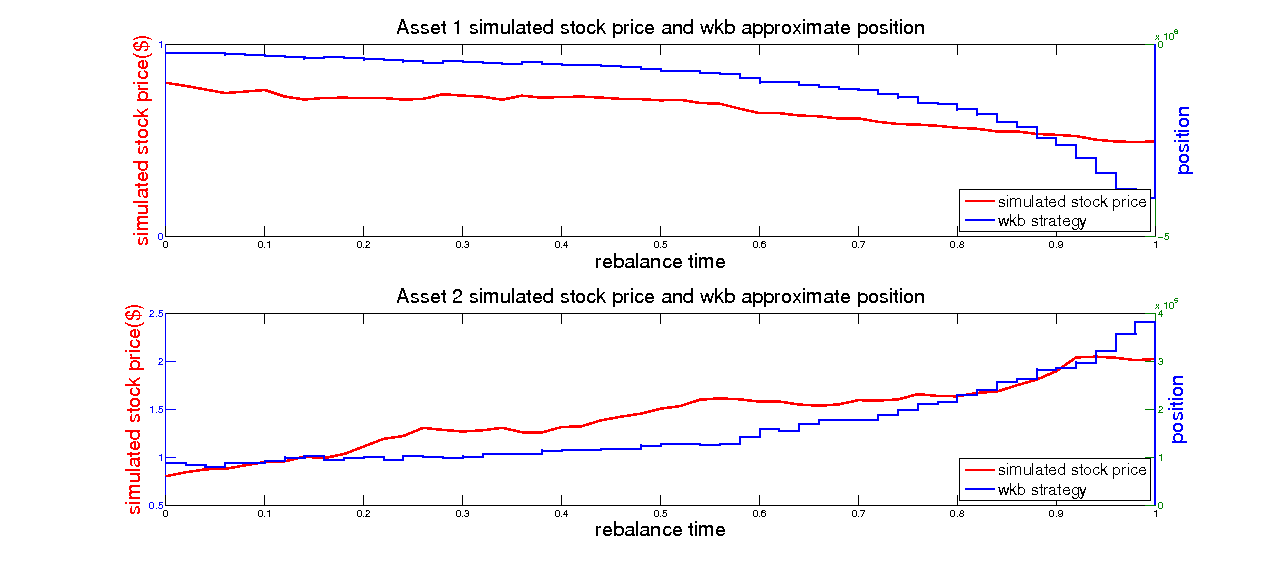 Asset 1 simulated stock price and wkb approximate position
x 10
1
0
simulated stock price($)
position
simulated stock price
wkb strategy
0
-5
0 0.1 0.2 0.3 0.4 0.5 0.6 0.7 0.8 0.9 1
rebalance time
Asset 2 simulated stock price and wkb approximate position
x 10
2.5
4
2
3
simulated stock price($)
position
1.5
2
1
1
simulated stock price
wkb strategy
0.5
0
0 0.1 0.2 0.3 0.4 0.5 0.6 0.7 0.8 0.9 1
rebalance time